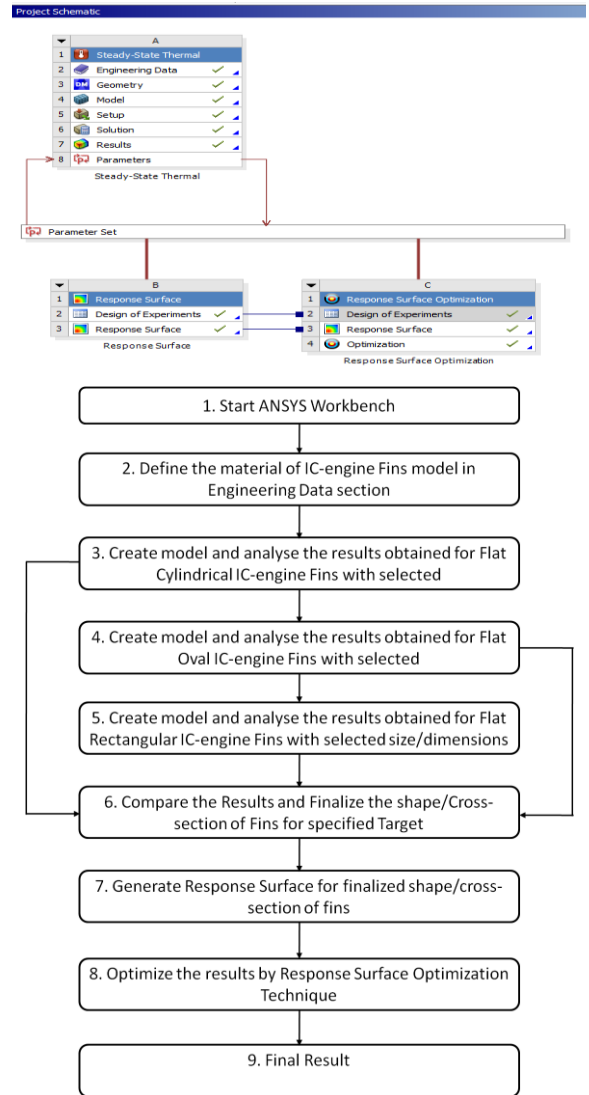 Project Schematic
A
1 Steady-State Thermal
2 Engineering Data
3 DM Geometry
4 Model
5 Setup
6 Solution
7 Results
8 Parameters
Steady-State Thermal
Parameter Set
B
1 Response Surface
2 Design of Experiments
3 Response Surface
Response Surface
C
1 Response Surface Optimization
2 Design of Experiments
3 Response Surface
4 Optimization
Response Surface Optimization
1. Start ANSYS Workbench
2. Define the material of IC-engine Fins model in
Engineering Data section
3. Create model and analyse the results obtained for Flat
Cylindrical IC-engine Fins with selected
4. Create model and analyse the results obtained for Flat
Oval IC-engine Fins with selected
5. Create model and analyse the results obtained for Flat
Rectangular IC-engine Fins with selected size/dimensions
6. Compare the Results and Finalize the shape/Cross-
section of Fins for specified Target
7. Generate Response Surface for finalized shape/cross-
section of fins
8. Optimize the results by Response Surface Optimization
Technique
9. Final Result